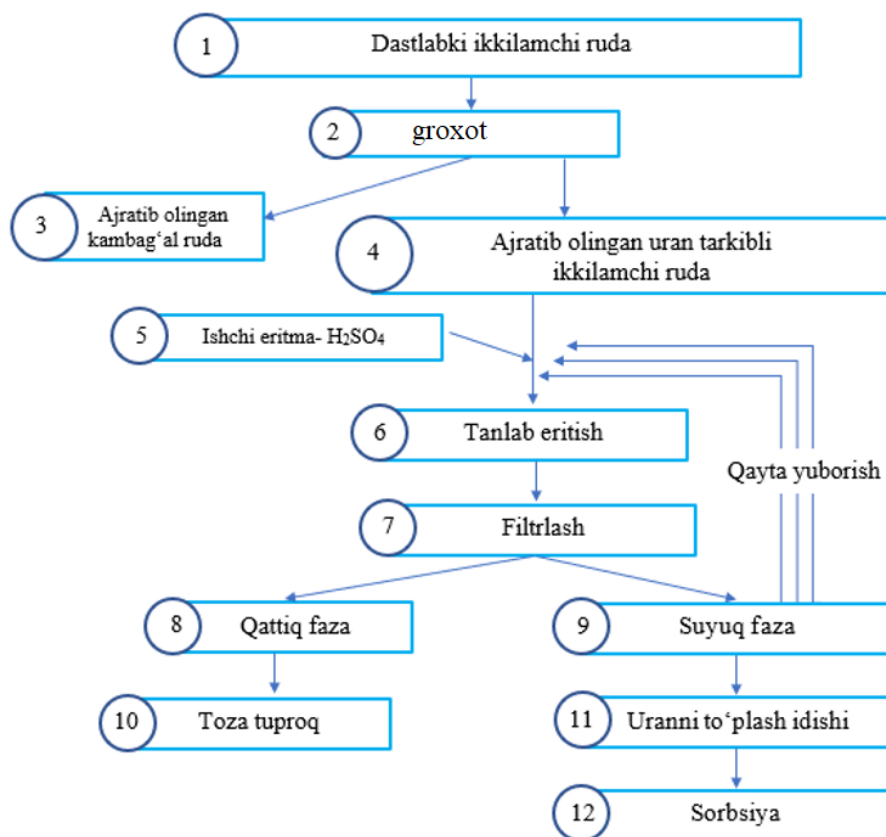 1
Dastlabki ikkilamchi ruda
2
groxot
3
Ajratib olingan
kambag‘al ruda
4
Ajratib olingan uran tarkibli
ikkilamchi ruda
5
Ishchi eritma- H₂SO₄
6
Tanlab eritish
Qayta yuborish
7
Filtrlash
8
Qattiq faza
9
Suyuq faza
10
Toza tuproq
11
Uranni to‘plash idishi
12
Sorbsiya